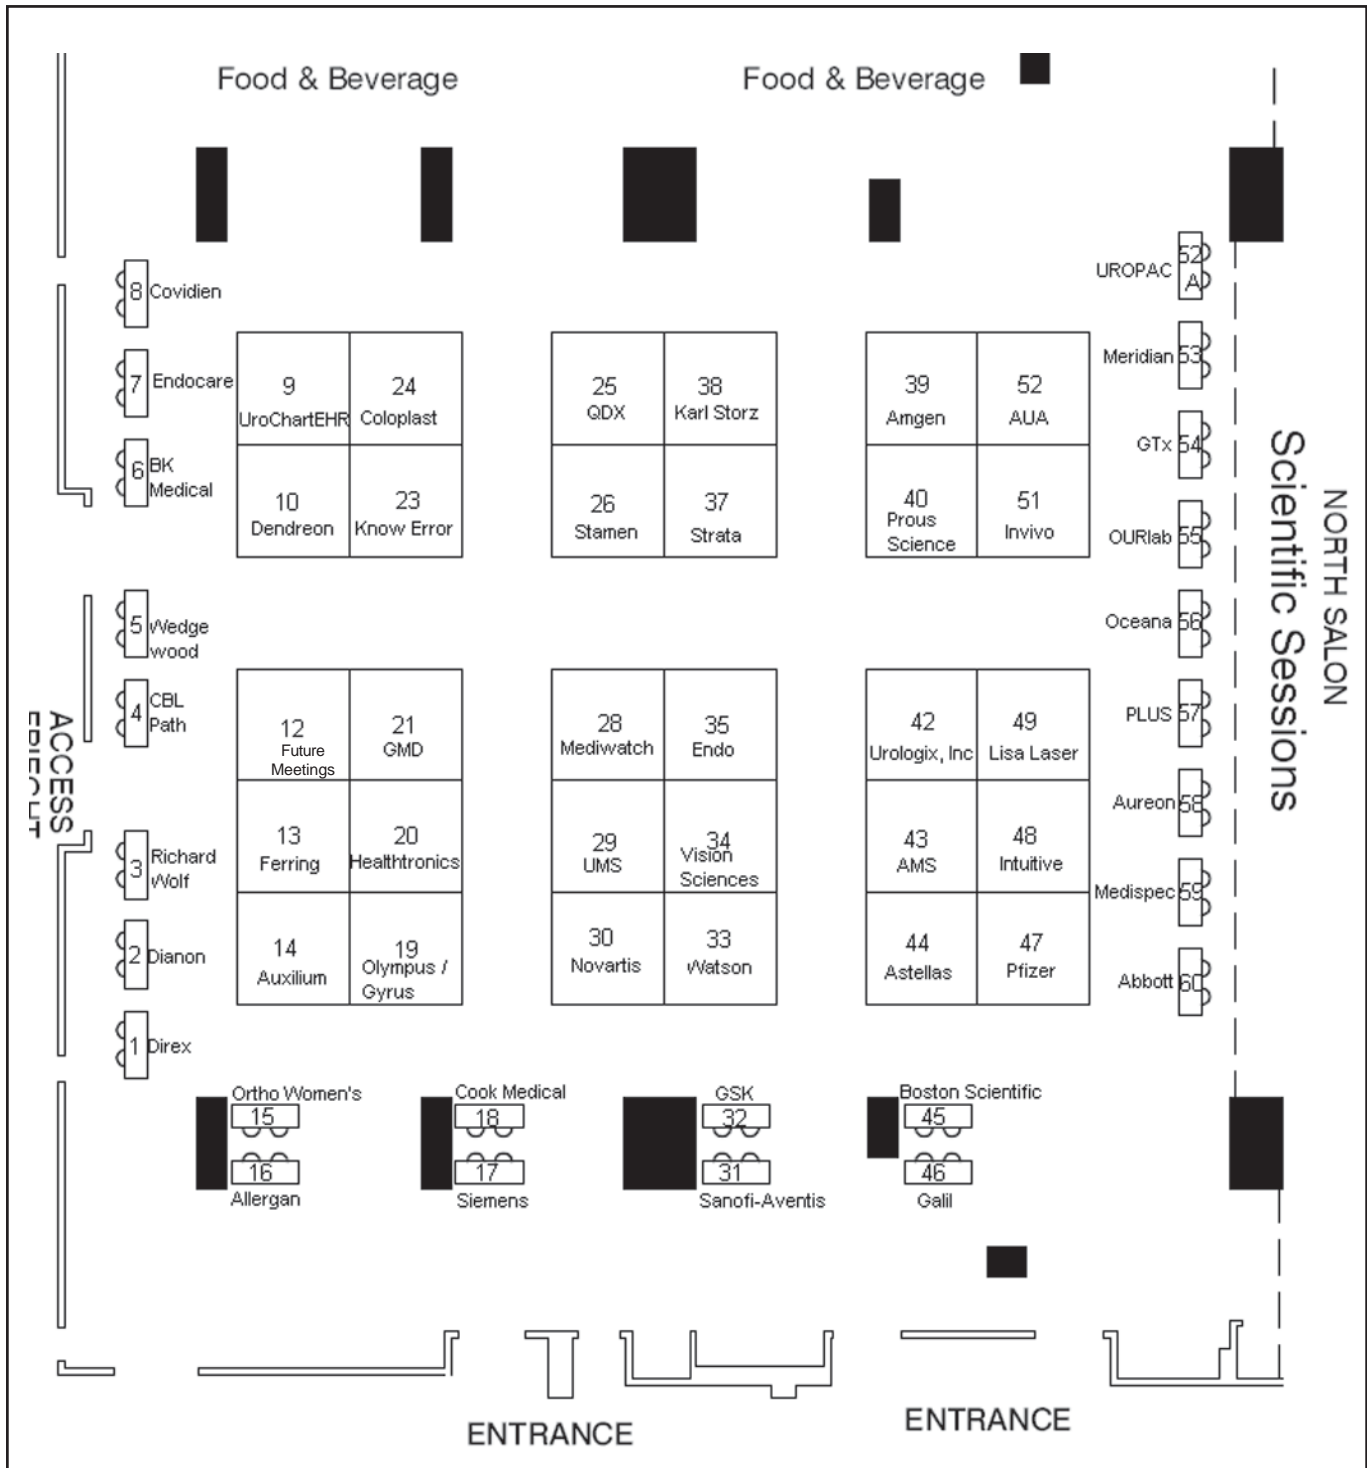 Food & Beverage
Food & Beverage
8 Covidien
7 Endocare
6 BK
Medical
5 Wedge
wood
4 CBL
Path
3 Richard
Wolf
2 Dianon
1 Direx
ACCESS
9
UroChartEHR
24
Coloplast
10
Dendreon
23
Know Error
25
QDX
38
Karl Storz
26
Stamen
37
Strata
39
Amgen
52
AUA
40
Prous
Science
51
Invivo
12
Future
Meetings
21
GMD
13
Ferring
20
Healthtronics
14
Auxilium
19
Olympus /
Gyrus
28
Mediwatch
35
Endo
29
UMS
34
Vision
Sciences
30
Novartis
33
Watson
42
Urologix, Inc
49
Lisa Laser
43
AMS
48
Intuitive
44
Astellas
47
Pfizer
UROPAC 52
A
Meridian 53
GTx 54
OURlab 55
Oceana 56
PLUS 57
Aureon 58
Medispec 59
Abbott 60
NORTH SALON
Scientific Sessions
Ortho Women's
15
16
Allergan
Cook Medical
18
17
Siemens
GSK
32
31
Sanofi-Aventis
Boston Scientific
45
46
Galil
ENTRANCE
ENTRANCE